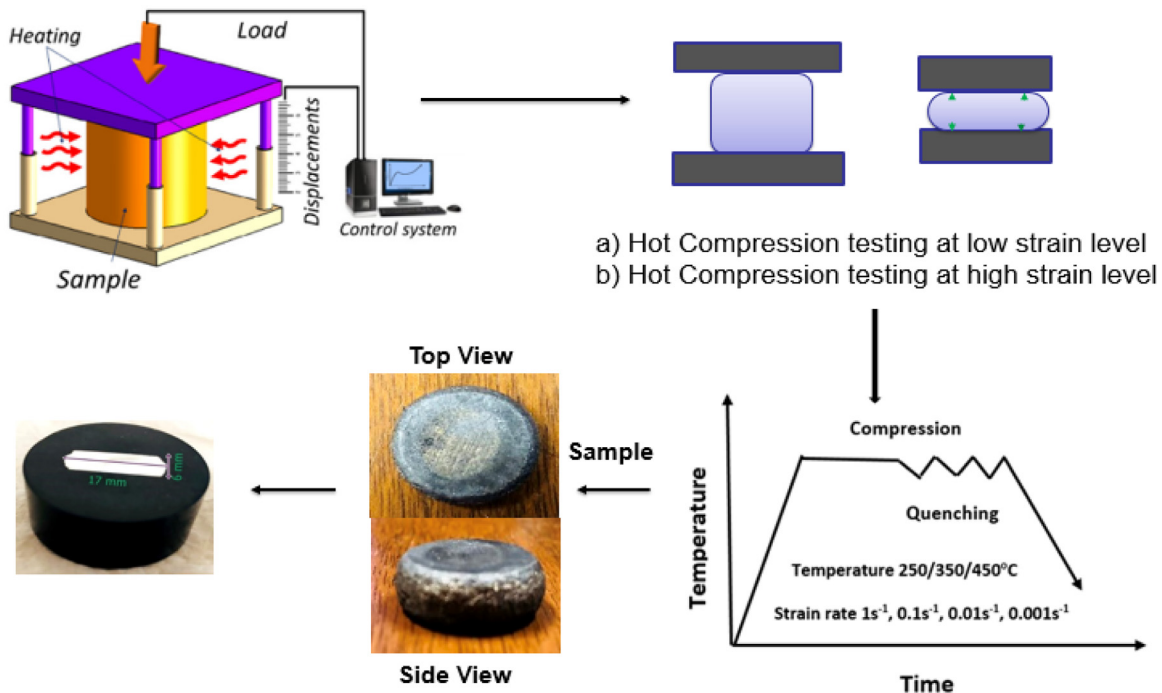 Heating
Load
Displacements
Control system
Sample
a) Hot Compression testing at low strain level
b) Hot Compression testing at high strain level
Top View
Sample
Side View
17 mm
6 mm
Compression
Quenching
Temperature 250/350/450°C
Strain rate 1s⁻¹, 0.1s⁻¹, 0.01s⁻¹, 0.001s⁻¹
Temperature
Time